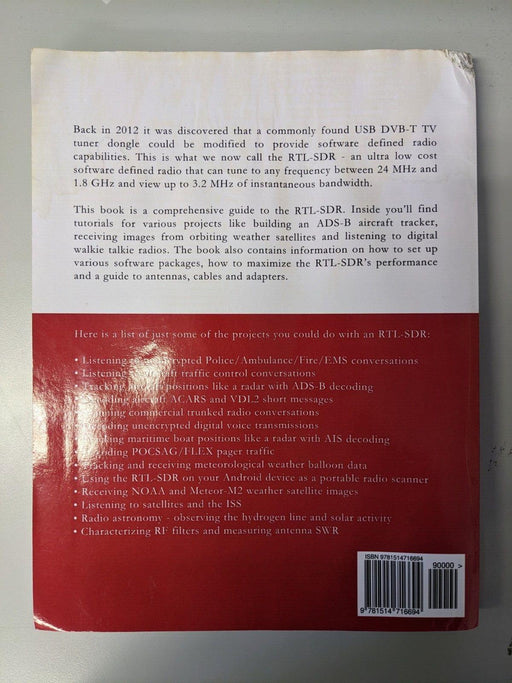 Back in 2012 it was discovered that a commonly found USB DVB-T TV
tuner dongle could be modified to provide software defined radio
capabilities. This is what we now call the RTL-SDR - an ultra low cost
software defined radio that can tune to any frequency between 24 MHz and
1.8 GHz and view up to 3.2 MHz of instantaneous bandwidth.
This book is a comprehensive guide to the RTL-SDR. Inside you'll find
tutorials for various projects like building an ADS-B aircraft tracker,
receiving images from orbiting weather satellites and listening to digital
walkie talkie radios. The book also contains information on how to set up
various software packages, how to maximize the RTL-SDR's performance
and a guide to antennas, cables and adapters.
Here is a list of just some of the projects you could do with an RTL-SDR:
• Listening to unencrypted Police/Ambulance/Fire/EMS conversations
• Listening to aircraft traffic control conversations
• Tracking aircraft positions like a radar with ADS-B decoding
• Decoding aircraft ACARS and VDL2 short messages
commercial trunked radio conversations
• Decoding unencrypted digital voice transmissions
• Tracking maritime boat positions like a radar with AIS decoding
• Decoding POCSAG/FLEX pager traffic
• Tracking and receiving meteorological weather balloon data
• Using the RTL-SDR on your Android device as a portable radio scanner
• Receiving NOAA and Meteor-M2 weather satellite images
• Listening to satellites and the ISS
• Radio astronomy - observing the hydrogen line and solar activity
• Characterizing RF filters and measuring antenna SWR
ISBN 9781514716694
90000 >
9 781514 716694